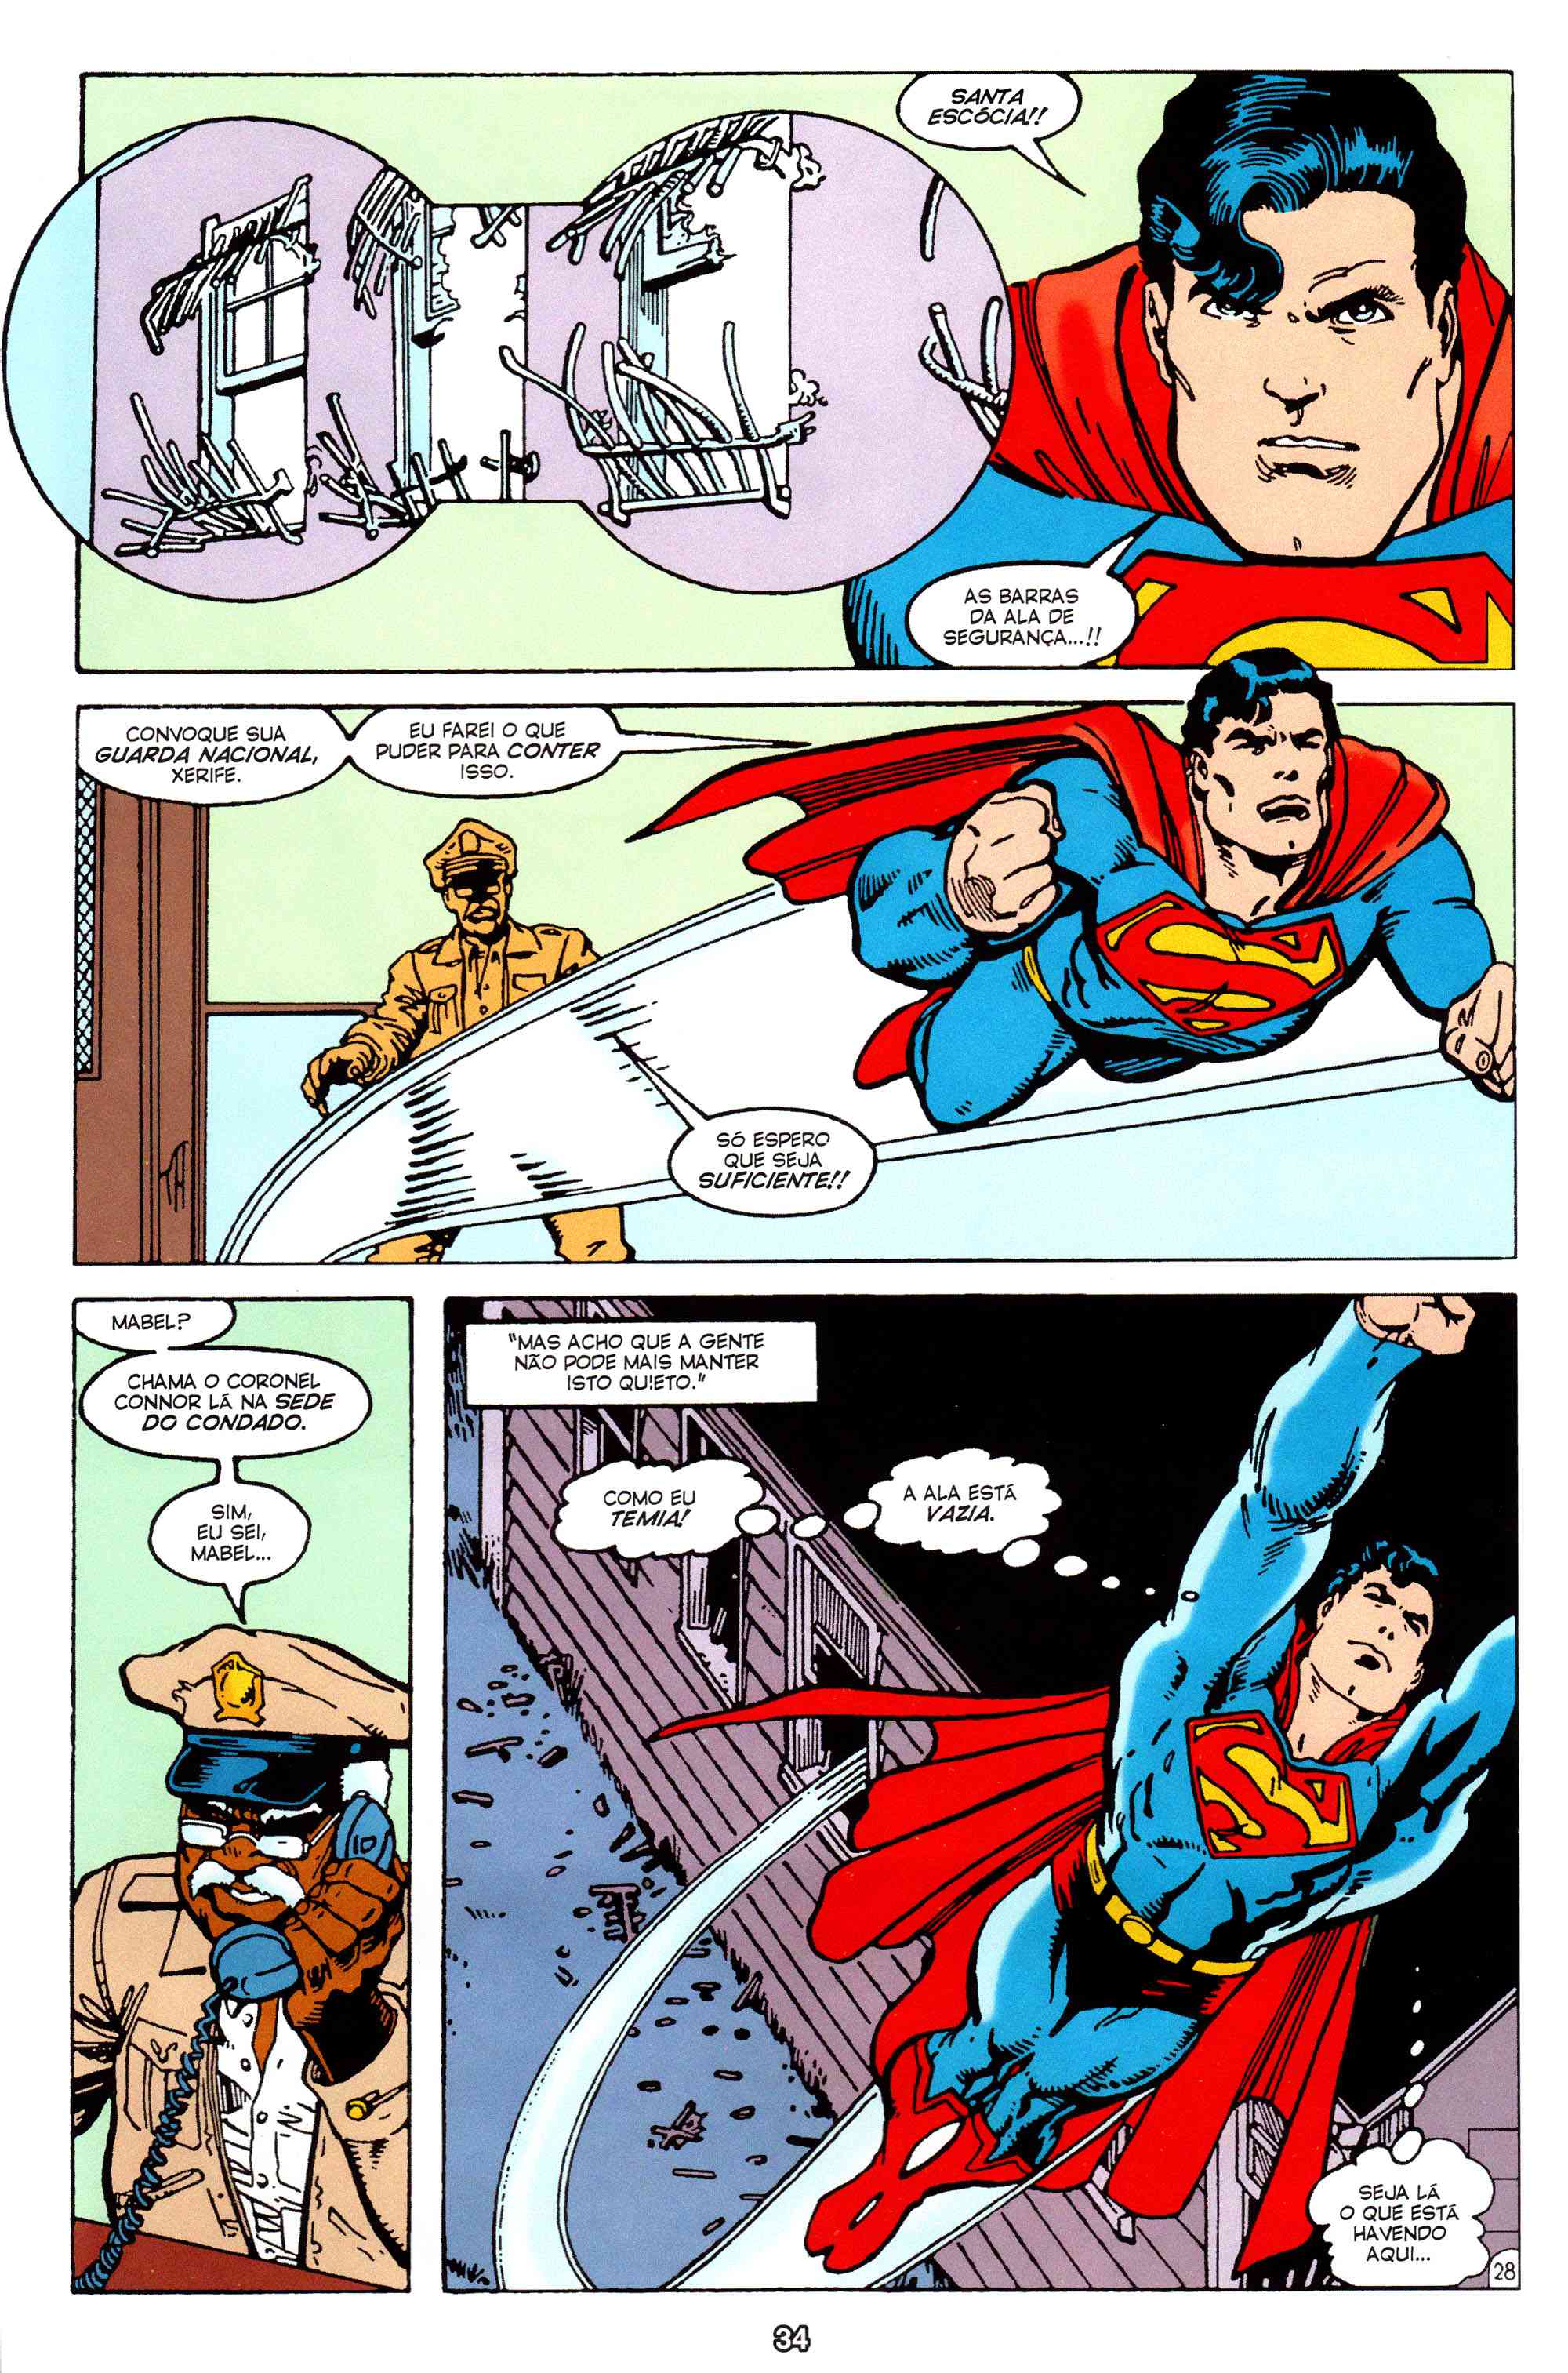 SANTA
ESCÓCIA!!
AS BARRAS
DA ALA DE
SEGURANÇA...!!
CONVOQUE SUA
GUARDA NACIONAL,
XERIFE.
EU FAREI O QUE
PUDER PARA CONTER
ISSO.
SÓ ESPERO
QUE SEJA
SUFICIENTE!!
MABEL?
CHAMA O CORONEL
CONNOR LÁ NA SEDE
DO CONDADO.
SIM,
EU SEI,
MABEL...
"MAS ACHO QUE A GENTE
NÃO PODE MAIS MANTER
ISTO QUIETO."
COMO EU
TEMIA!
A ALA ESTÁ
VAZIA.
SEJA LÁ
O QUE ESTÁ
HAVENDO
AQUI...
28
34